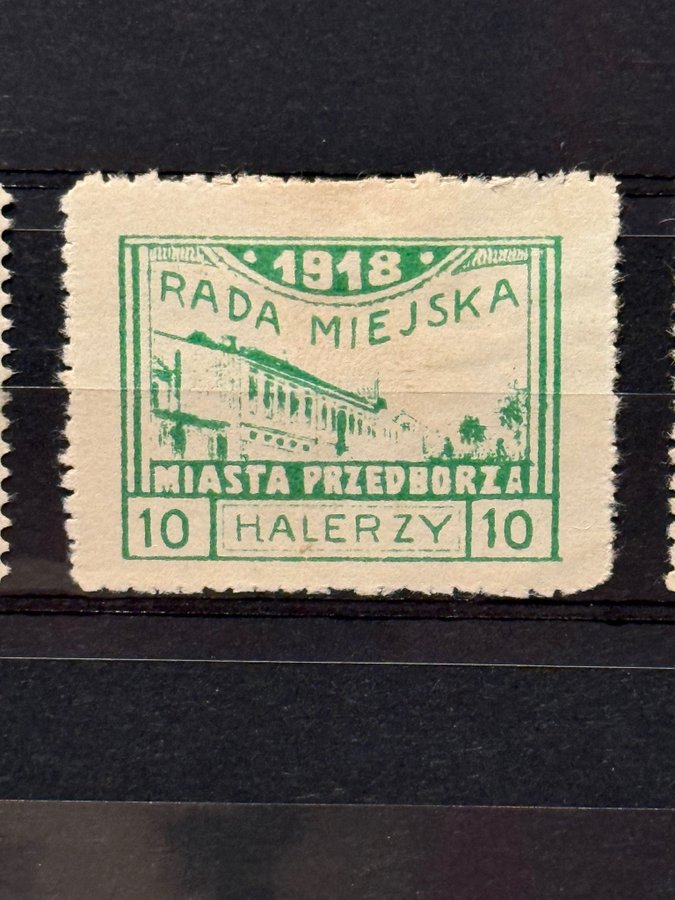 · 1918 ·
RADA MIEJSKA
MIASTA PRZEDBORZA
10 HALERZY 10